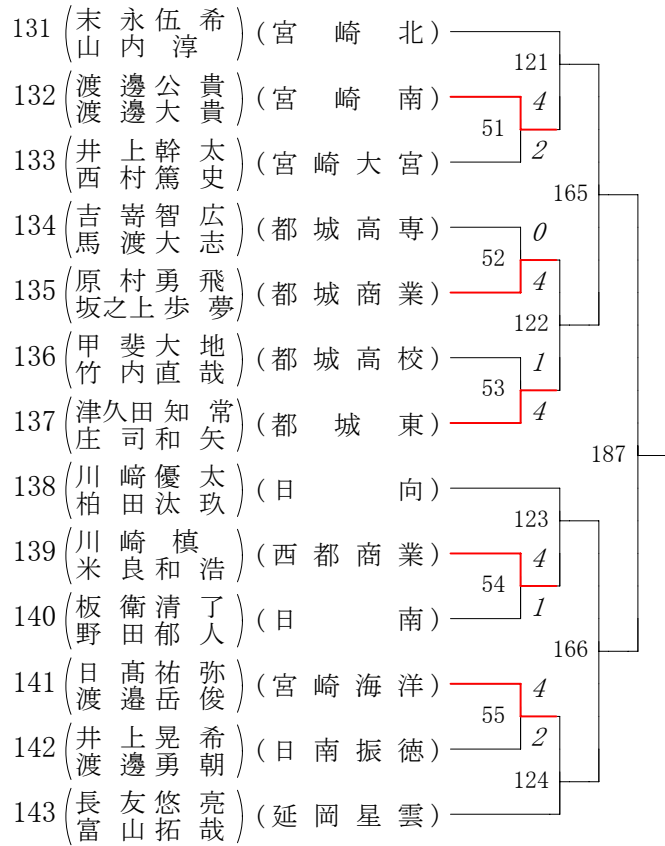 131 (末永伍希 山内淳) (宮崎北)
121
132 (渡邊公貴 渡邊大貴) (宮崎南) 4
51
2
133 (井上幹太 西村篤史) (宮崎大宮)
165
134 (吉嵜智広 馬渡大志) (都城高専) 0
52
4
135 (原村勇飛 坂之上歩夢) (都城商業)
122
136 (甲斐大地 竹内直哉) (都城高校) 1
53
4
137 (津久田知常 庄司和矢) (都城東)
187
138 (川﨑優太 柏田汰玖) (日向)
123
139 (川崎槙 米良和浩) (西都商業) 4
54
1
140 (板衛清了 野田郁人) (日南)
166
141 (日髙祐弥 渡邉岳俊) (宮崎海洋) 4
55
2
142 (井上晃希 渡邊勇朝) (日南振徳)
124
143 (長友悠亮 富山拓哉) (延岡星雲)